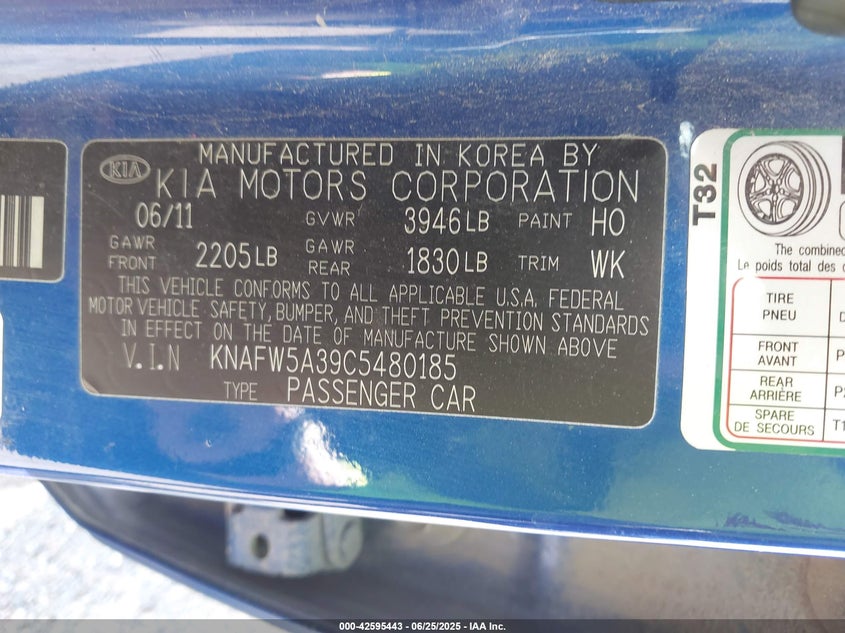 MANUFACTURED IN KOREA BY
KIA
KIA MOTORS CORPORATION
06/11 GVWR 3946LB PAINT HO
GAWR FRONT 2205LB GAWR REAR 1830LB TRIM WK
THIS VEHICLE CONFORMS TO ALL APPLICABLE U.S.A. FEDERAL
MOTOR VEHICLE SAFETY, BUMPER, AND THEFT PREVENTION STANDARDS
IN EFFECT ON THE DATE OF MANUFACTURE SHOWN ABOVE
V.I.N KNAFW5A39C5480185
TYPE PASSENGER CAR
T32
The combined
Le poids total des
TIRE
PNEU
FRONT
AVANT
REAR
ARRIÈRE
SPARE
DE SECOURS
000-42595443 - 06/25/2025 - IAA Inc.